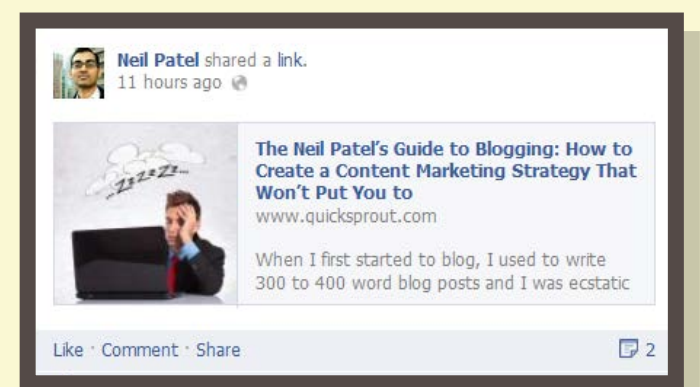 Neil Patel shared a link.
11 hours ago
zZZZZZ...
The Neil Patel's Guide to Blogging: How to
Create a Content Marketing Strategy That
Won't Put You to
www.quicksprout.com
When I first started to blog, I used to write
300 to 400 word blog posts and I was ecstatic
Like · Comment · Share
2